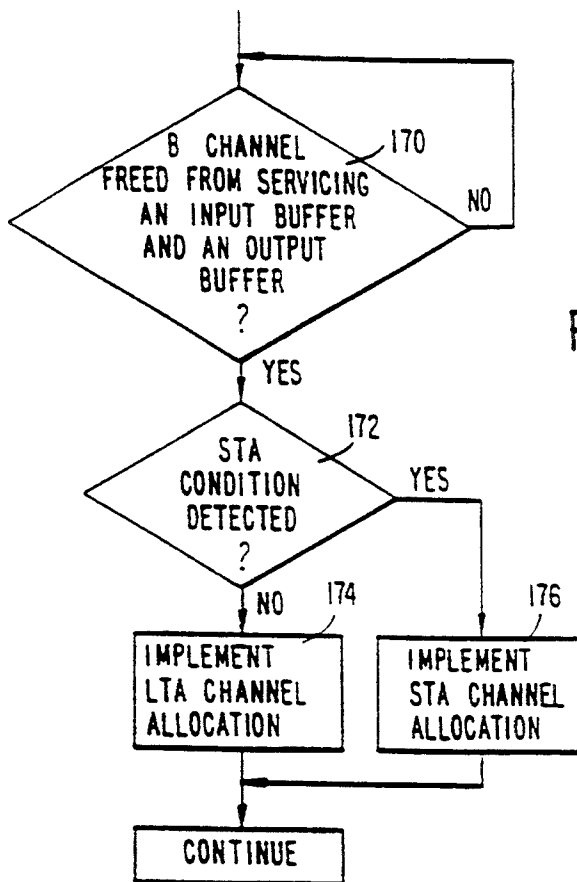 B CHANNEL
FREED FROM SERVICING
AN INPUT BUFFER
AND AN OUTPUT
BUFFER
?
170
NO
YES
STA
CONDITION
DETECTED
?
172
YES
NO
174
IMPLEMENT
LTA CHANNEL
ALLOCATION
176
IMPLEMENT
STA CHANNEL
ALLOCATION
CONTINUE